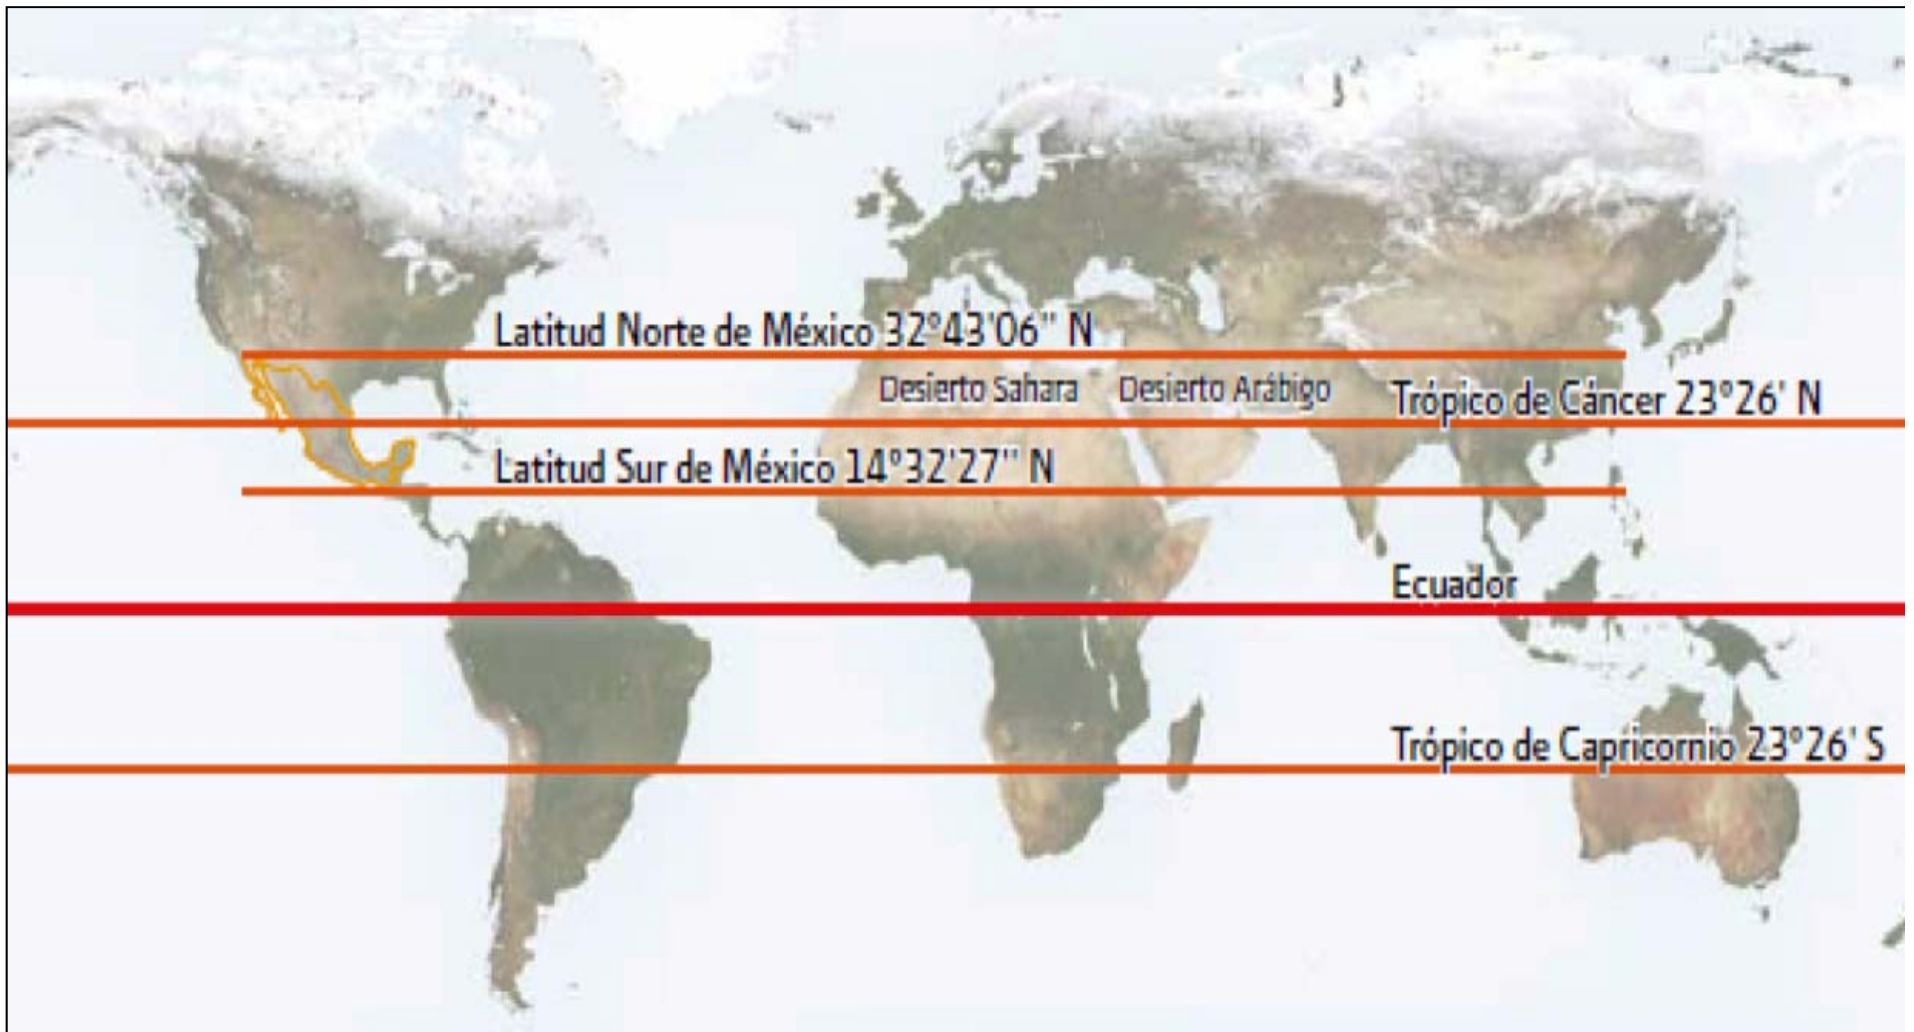 Latitud Norte de México 32°43'06'' N
Desierto Sahara
Desierto Arábigo
Trópico de Cáncer 23°26' N
Latitud Sur de México 14°32'27'' N
Ecuador
Trópico de Capricornio 23°26' S